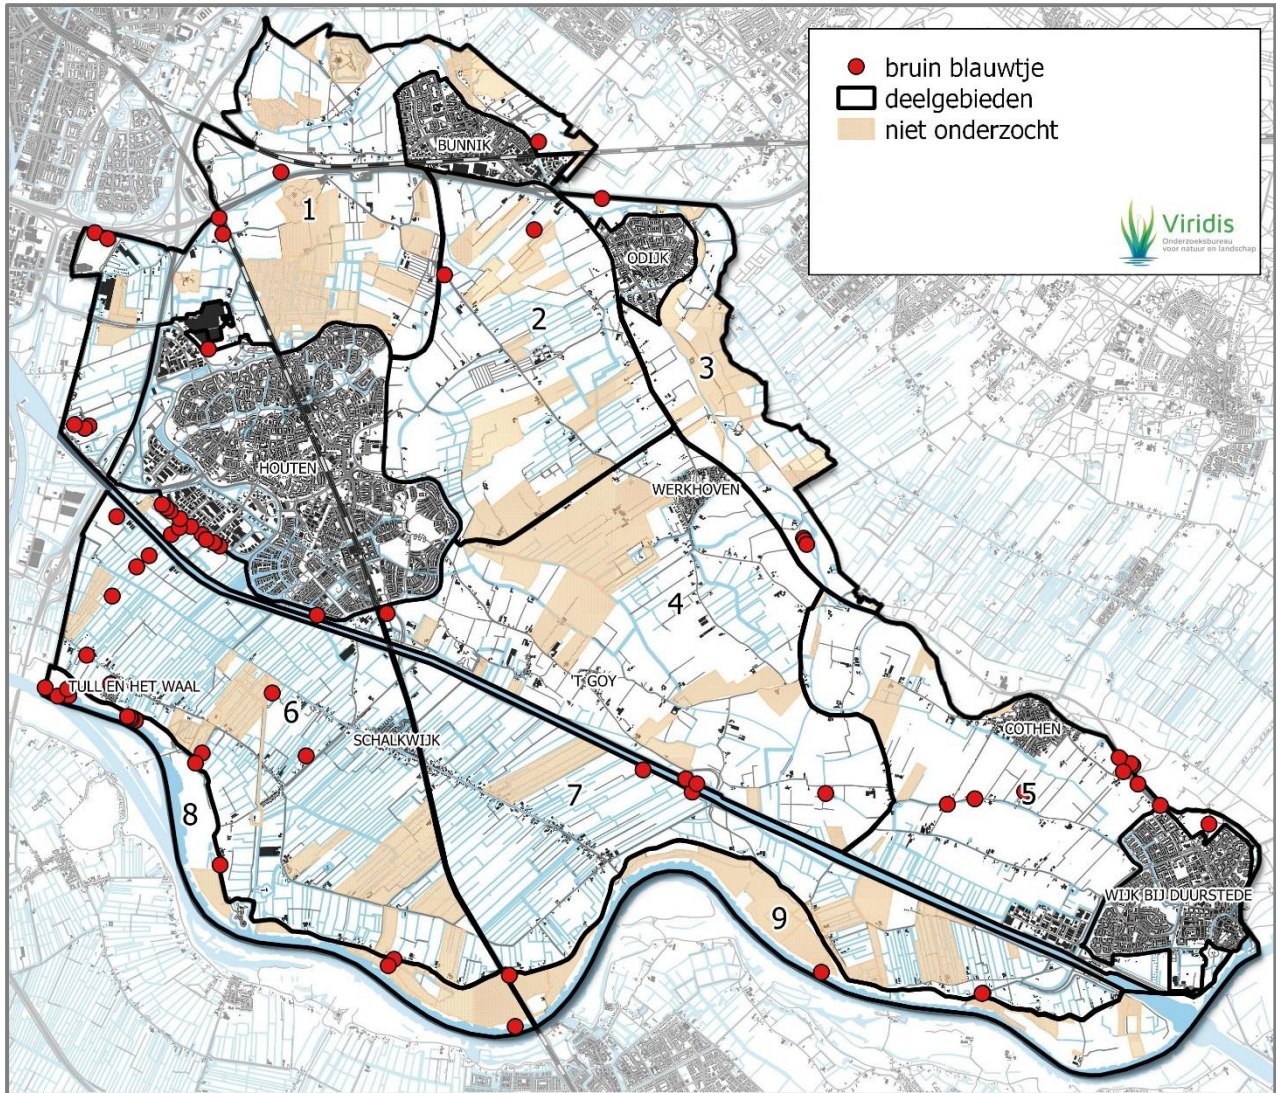 bruin blauwtje
deelgebieden
niet onderzocht
Viridis
Onderzoeksbureau
voor natuur en landschap
BUNNIK
1
ODIJK
2
3
HOUTEN
WERKHOVEN
4
'T GOY
TULL EN HET WAAL
6
SCHALKWIJK
COTHEN
7
5
8
WIJK BIJ DUURSTEDE
9